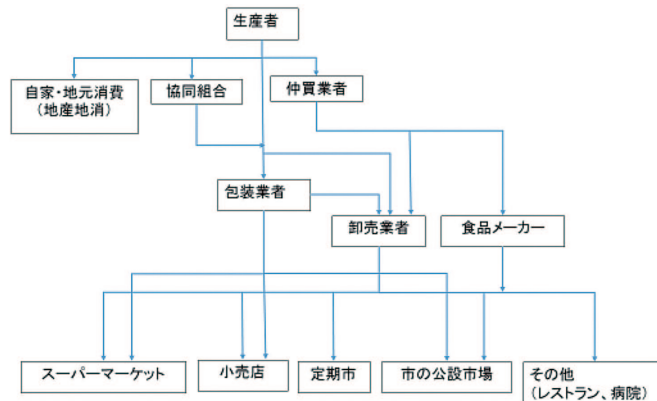 生産者
自家・地元消費
(地産地消)
協同組合
仲買業者
包装業者
卸売業者
食品メーカー
スーパーマーケット
小売店
定期市
市の公設市場
その他
(レストラン、病院)